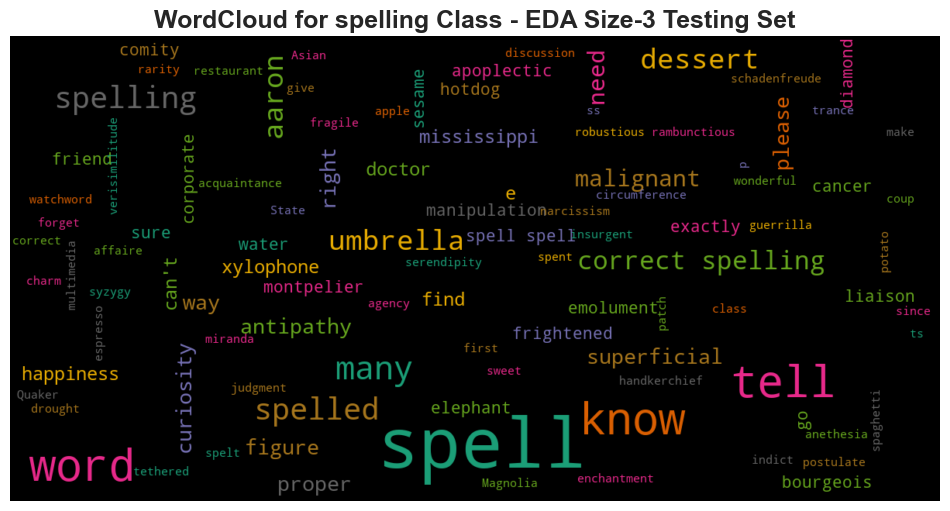 WordCloud for spelling Class - EDA Size-3 Testing Set
comity
rarity
restaurant
Asian
give
spelling
aaron
fragile
apple
sesame
apoplectic
hotdog
discussion
need
dessert
schadenfreude
diamond
ss
trance
mississippi
robustious
rambunctious
please
make
friend
verisimilitude
corporate
acquaintance
right
doctor
malignant
p
wonderful
cancer
watchword
State
e
circumference
coup
forget
manipulation
narcissism
exactly
guerrilla
correct
sure
affaire
water
umbrella
spell spell
insurgent
multimedia
can't
xylophone
serendipity
spent
correct spelling
potato
charm
syzygy
way
montpelier
agency
find
emolument
patch
class
liaison
since
espresso
antipathy
miranda
frightened
ts
first
happiness
curiosity
many
sweet
superficial
handkerchief
tell
Quaker
drought
judgment
spelled
elephant
know
go
anethesia
spaghetti
spell
word
tethered
spelt
figure
proper
Magnolia
enchantment
indict
postulate
bourgeois